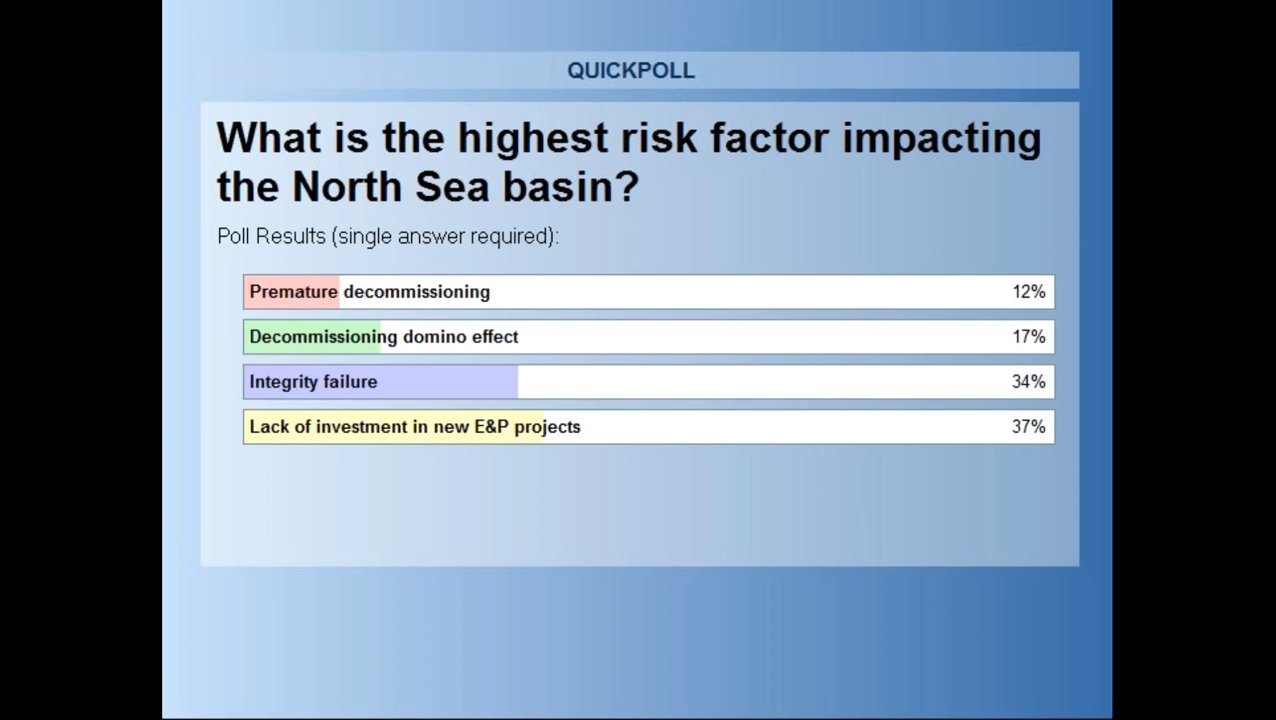 QUICKPOLL
What is the highest risk factor impacting
the North Sea basin?
Poll Results (single answer required):
Premature decommissioning 12%
Decommissioning domino effect 17%
Integrity failure 34%
Lack of investment in new E&P projects 37%